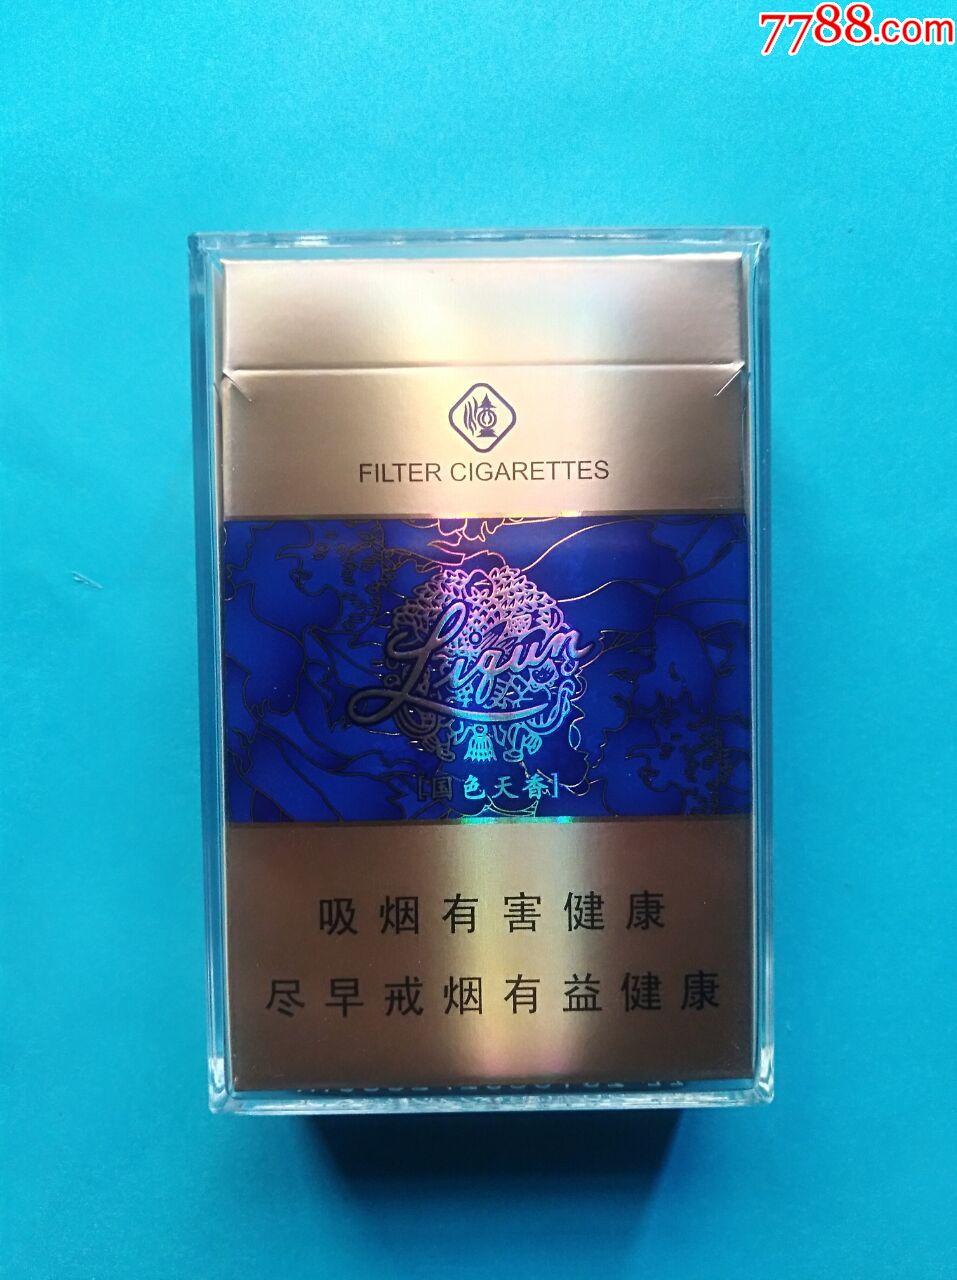 7788.com
FILTER CIGARETTES
Liqun
[国色天香]
吸烟有害健康
尽早戒烟有益健康